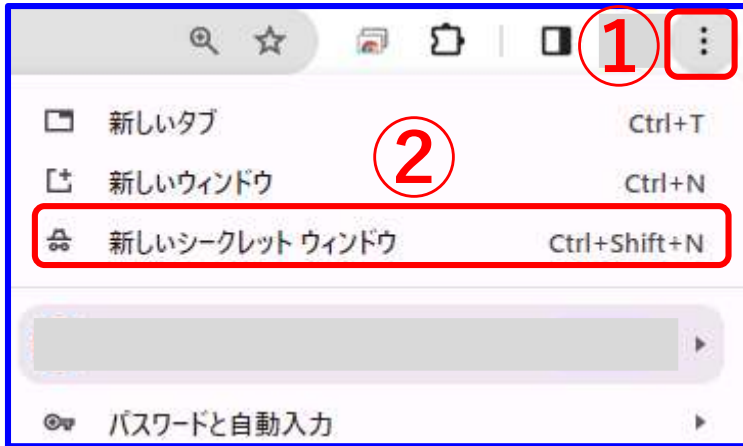 ①
新しいタブ Ctrl+T
②
新しいウィンドウ Ctrl+N
新しいシークレット ウィンドウ Ctrl+Shift+N
パスワードと自動入力